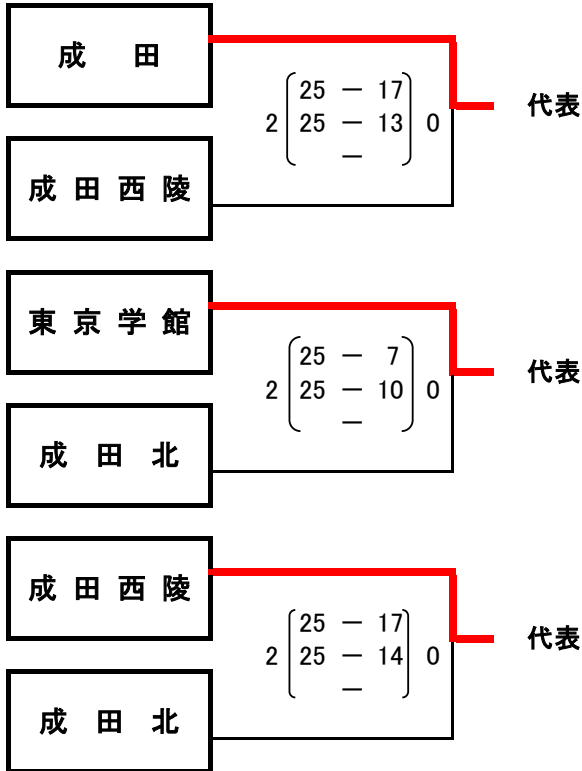 成田
25 － 17
代表
2 25 － 13 0
－
成田西陵
東京学館
25 － 7
代表
2 25 － 10 0
－
成田北
成田西陵
25 － 17
代表
2 25 － 14 0
－
成田北